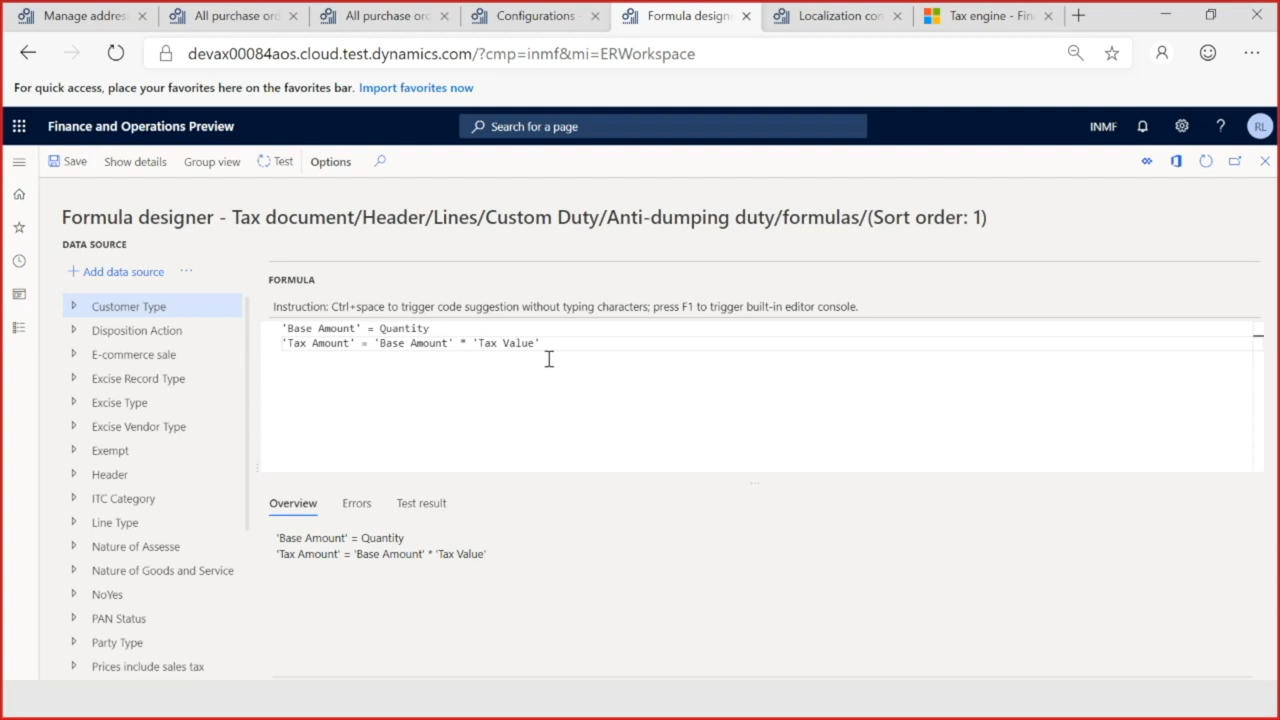 Manage addres
All purchase ord
All purchase ord
Configurations -
Formula designe
Localization con
Tax engine - Fin
devax00084aos.cloud.test.dynamics.com/?cmp=inmf&mi=ERWorkspace
For quick access, place your favorites here on the favorites bar. Import favorites now
Finance and Operations Preview
Search for a page
INMF
?
RL
Save
Show details
Group view
Test
Options
Formula designer - Tax document/Header/Lines/Custom Duty/Anti-dumping duty/formulas/(Sort order: 1)
DATA SOURCE
+ Add data source ...
Customer Type
Disposition Action
E-commerce sale
Excise Record Type
Excise Type
Excise Vendor Type
Exempt
Header
ITC Category
Line Type
Nature of Assesse
Nature of Goods and Service
NoYes
PAN Status
Party Type
Prices include sales tax
FORMULA
Instruction: Ctrl+space to trigger code suggestion without typing characters; press F1 to trigger built-in editor console.
'Base Amount' = Quantity
'Tax Amount' = 'Base Amount' * 'Tax Value'
Overview
Errors
Test result
'Base Amount' = Quantity
'Tax Amount' = 'Base Amount' * 'Tax Value'